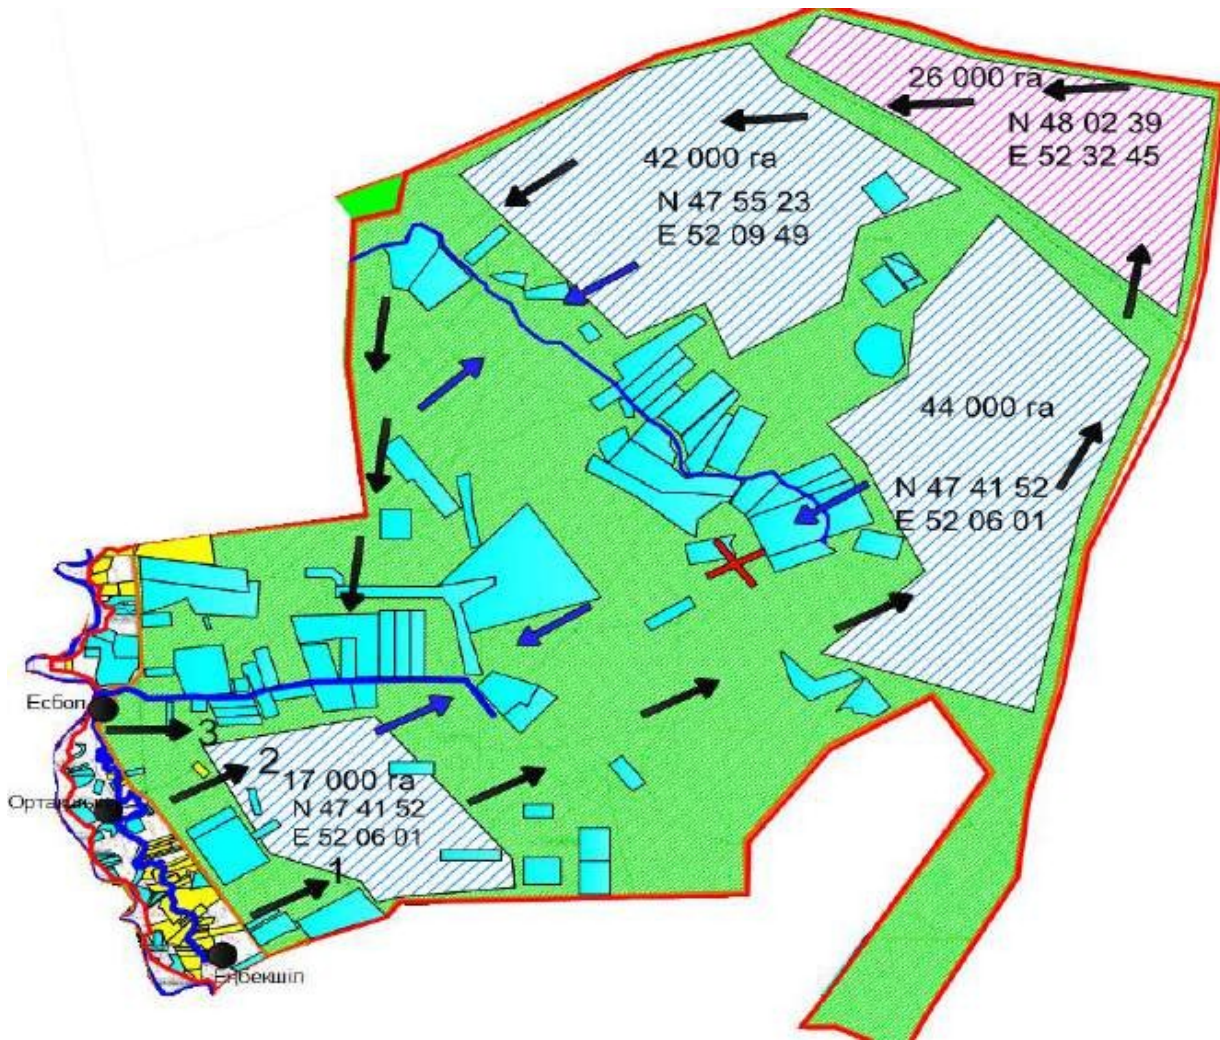 26 000 га
N 48 02 39
E 52 32 45
42 000 га
N 47 55 23
E 52 09 49
44 000 га
N 47 41 52
E 52 06 01
Есбол
3
2
17 000 га
N 47 41 52
E 52 06 01
1
Еңбекшіл